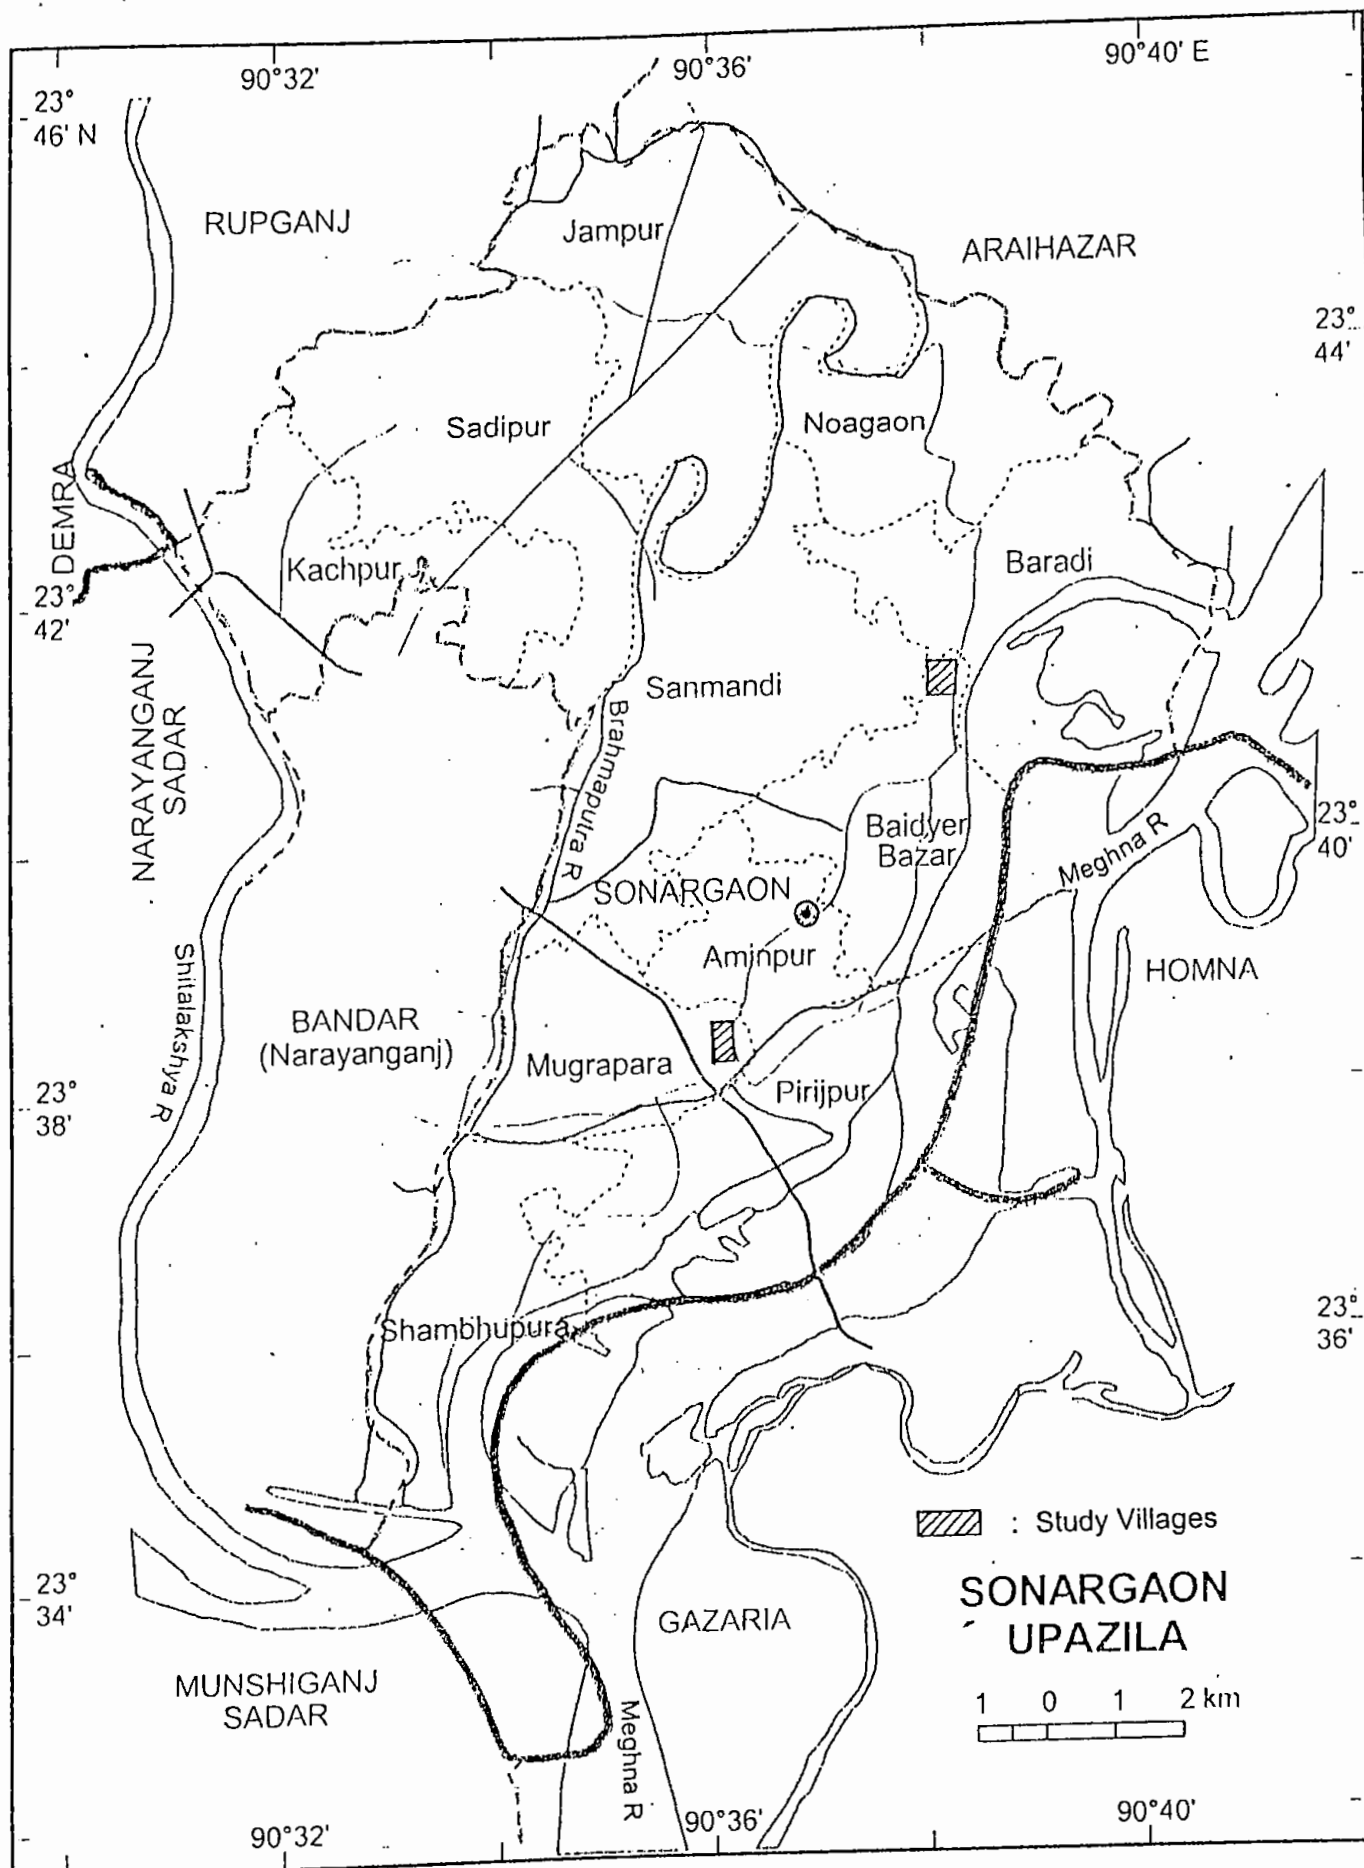 90°32'
90°36'
90°40' E
23°
46' N
RUPGANJ
Jampur
ARAIHAZAR
23°
44'
Sadipur
Noagaon
DEMRA
Kachpur
Baradi
23°
42'
NARAYANGANJ
SADAR
Sanmandi
Brahmaputra R
Baidyer
Bazar
Meghna R
23°
40'
SONARGAON
Aminpur
HOMNA
Shitalakshya R
BANDAR
(Narayanganj)
Mugrapara
Pirijpur
23°
38'
Shambhupura
23°
36'
: Study Villages
SONARGAON
UPAZILA
23°
34'
GAZARIA
MUNSHIGANJ
SADAR
Meghna R
1 0 1 2 km
90°32'
90°36'
90°40'